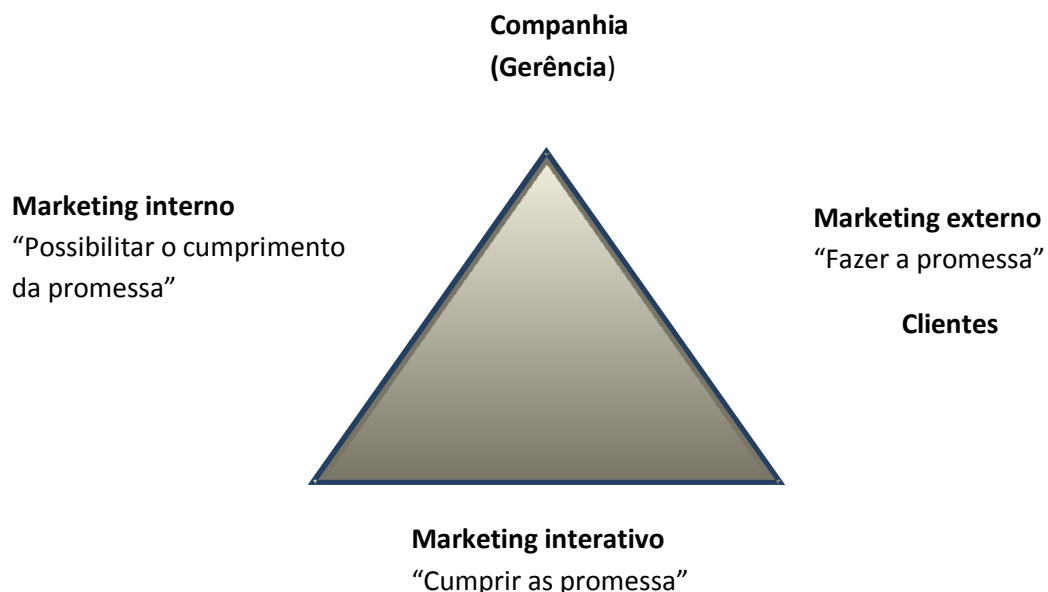 Companhia
(Gerência)
Marketing interno
“Possibilitar o cumprimento
da promessa”
Marketing externo
“Fazer a promessa”
Clientes
Marketing interativo
“Cumprir as promessa”